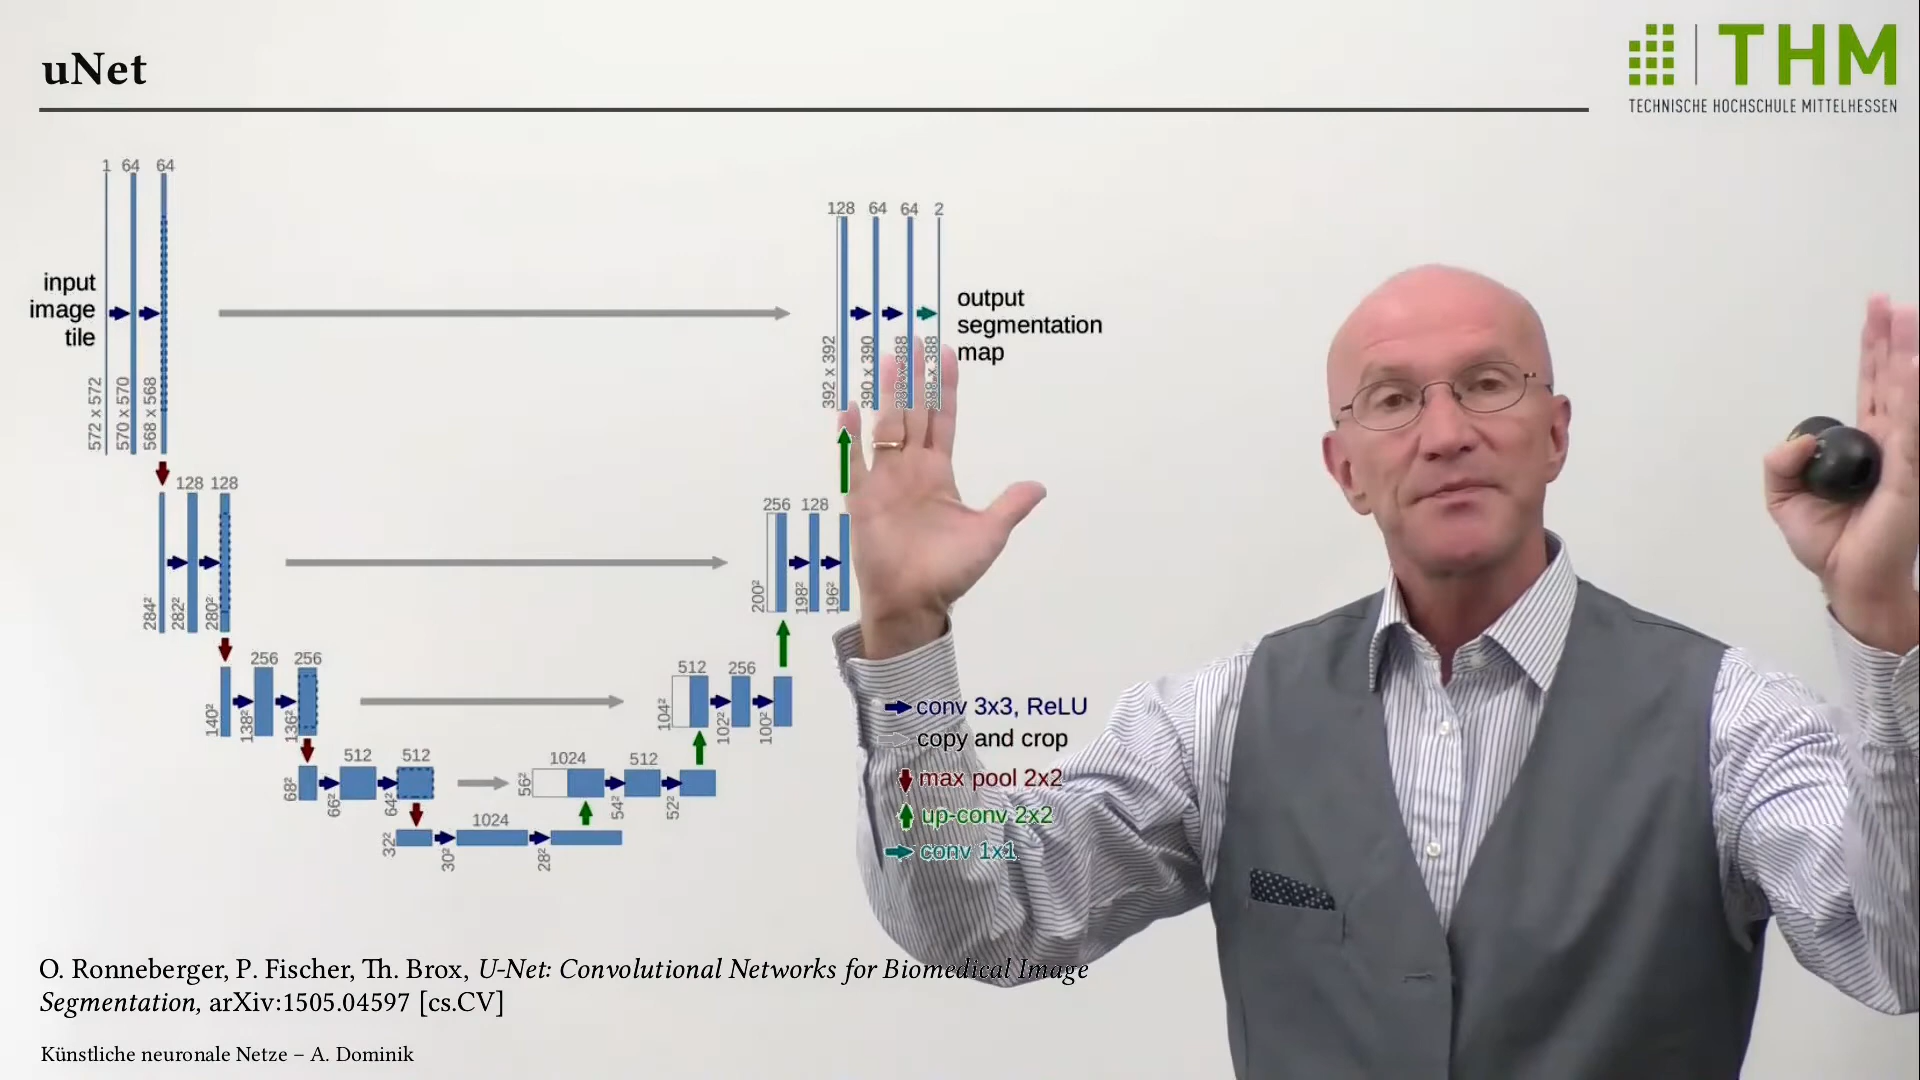 uNet
THM
TECHNISCHE HOCHSCHULE MITTELHESSEN
1 64 64
128 64 64 2
input
image
tile
output
segmentation
map
572 x 572
570 x 570
568 x 568
392 x 392
390 x 390
388 x 388
388 x 388
128 128
256 128
284²
282²
280²
200²
198²
196²
256 256
512 256
140²
138²
136²
104²
102²
100²
512 512
1024 512
68²
66²
64²
56²
54²
52²
1024
32²
30²
28²
conv 3x3, ReLU
copy and crop
max pool 2x2
up-conv 2x2
conv 1x1
O. Ronneberger, P. Fischer, Th. Brox, U-Net: Convolutional Networks for Biomedical Image
Segmentation, arXiv:1505.04597 [cs.CV]
Künstliche neuronale Netze – A. Dominik